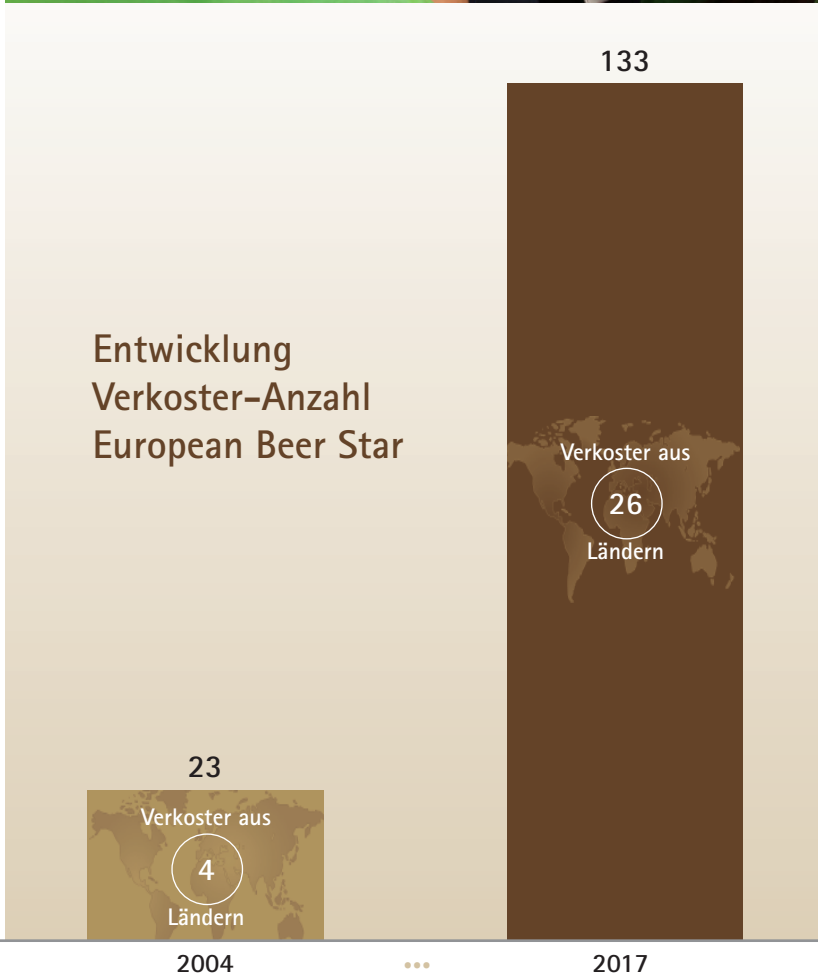 133
Entwicklung
Verkoster-Anzahl
European Beer Star
Verkoster aus
26
Ländern
23
Verkoster aus
4
Ländern
2004 ... 2017